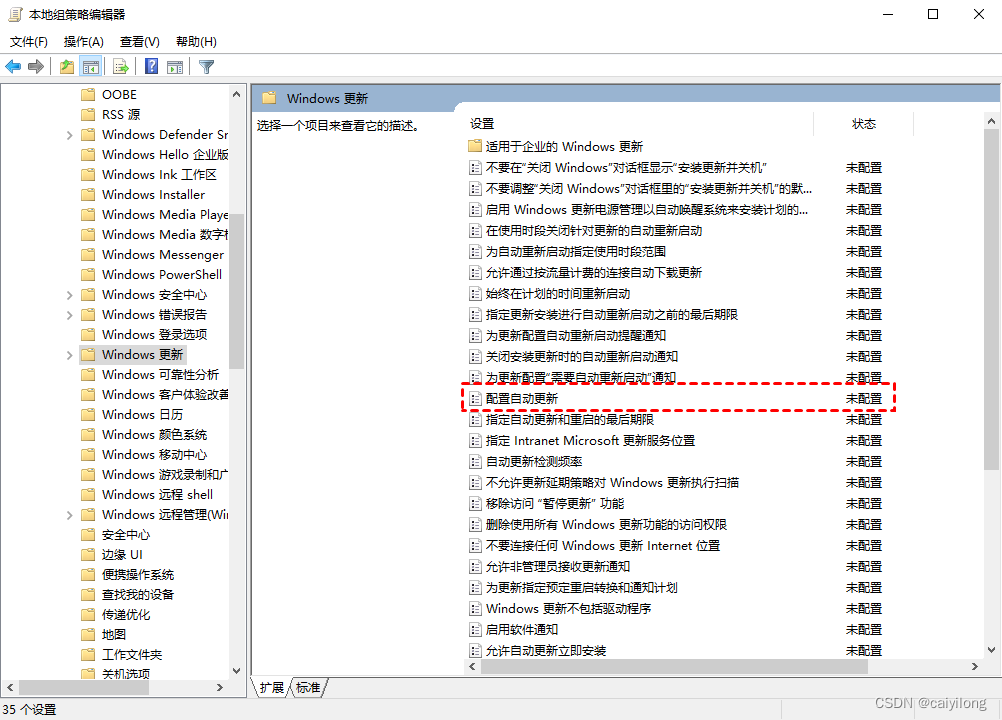 本地组策略编辑器
文件(F) 操作(A) 查看(V) 帮助(H)
OOBE
RSS 源
Windows Defender Sr
Windows Hello 企业版
Windows Ink 工作区
Windows Installer
Windows Media Playe
Windows Media 数字
Windows Messenger
Windows PowerShell
Windows 安全中心
Windows 错误报告
Windows 登录选项
Windows 更新
Windows 可靠性分析
Windows 客户体验改善
Windows 日历
Windows 颜色系统
Windows 移动中心
Windows 游戏录制和广
Windows 远程 shell
Windows 远程管理(Win
安全中心
边缘 UI
便携操作系统
查找我的设备
传递优化
地图
工作文件夹
关机选项
Windows 更新
选择一个项目来查看它的描述。
设置 状态
适用于企业的 Windows 更新
不要在“关闭 Windows”对话框显示“安装更新并关机” 未配置
不要调整“关闭 Windows”对话框里的“安装更新并关机”的默... 未配置
启用 Windows 更新电源管理以自动唤醒系统来安装计划的... 未配置
在使用时段关闭针对更新的自动重新启动 未配置
为自动重新启动指定使用时段范围 未配置
允许通过按流量计费的连接自动下载更新 未配置
始终在计划的时间重新启动 未配置
指定更新安装进行自动重新启动之前的最后期限 未配置
为更新配置自动重新启动提醒通知 未配置
关闭安装更新时的自动重新启动通知 未配置
为更新配置“需要自动重新启动”通知 未配置
配置自动更新 未配置
指定自动更新和重启的最后期限 未配置
指定 Intranet Microsoft 更新服务位置 未配置
自动更新检测频率 未配置
不允许更新延期策略对 Windows 更新执行扫描 未配置
移除访问 “暂停更新” 功能 未配置
删除使用所有 Windows 更新功能的访问权限 未配置
不要连接任何 Windows 更新 Internet 位置 未配置
允许非管理员接收更新通知 未配置
为更新指定预定重启转换和通知计划 未配置
Windows 更新不包括驱动程序 未配置
启用软件通知 未配置
允许自动更新立即安装 未配置
扩展 标准
35 个设置
CSDN @caiyilong